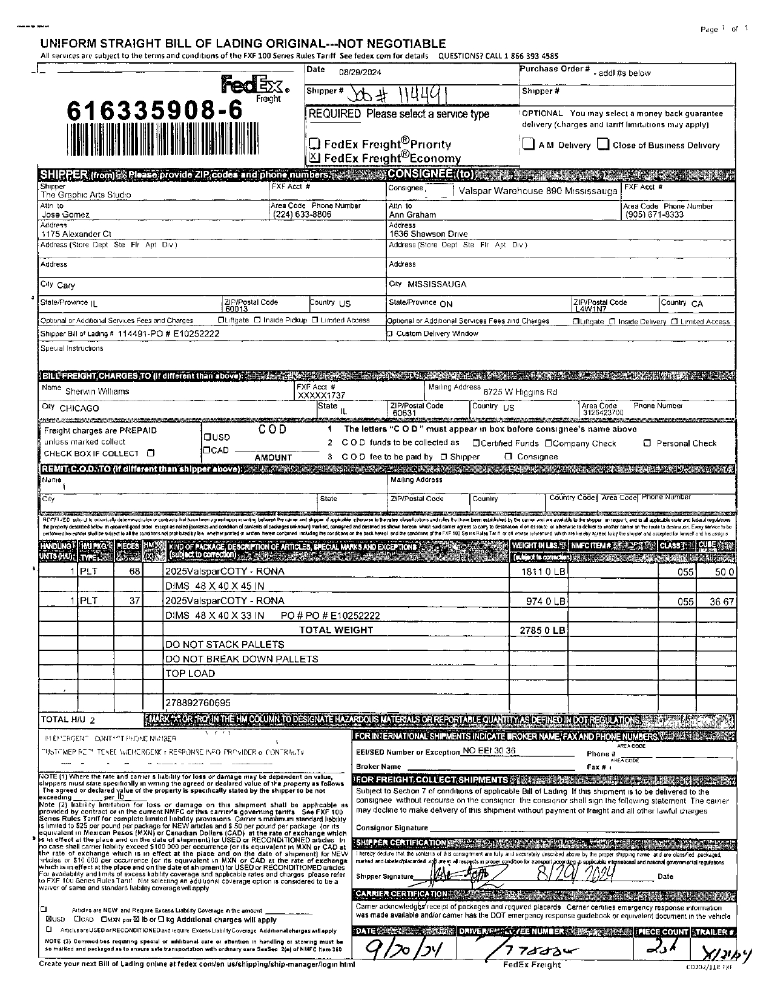 Page 1 of 1
UNIFORM STRAIGHT BILL OF LADING ORIGINAL---NOT NEGOTIABLE
All services are subject to the terms and conditions of the FXF 100 Series Rules Tariff See fedex com for details QUESTIONS? CALL 1 866 393 4585
FedEx®
Freight
616335908-6
Date 08/29/2024
Purchase Order # - addl #s below
Shipper # Job # 114491
Shipper #
REQUIRED Please select a service type
OPTIONAL You may select a money back guarantee
delivery (charges and tariff limitations may apply)
FedEx Freight® Priority
A M Delivery Close of Business Delivery
X FedEx Freight® Economy
SHIPPER (from) Please provide ZIP codes and phone numbers. CONSIGNEE (to)
Shipper FXF Acct # Consignee Valspar Warehouse 890 Mississauga FXF Acct #
The Graphic Arts Studio
Attn to Area Code Phone Number Attn to Area Code Phone Number
Jose Gomez (224) 633-8806 Ann Graham (905) 671-8333
Address Address
1175 Alexander Ct 1636 Shawson Drive
Address (Store Dept Ste Flr Apt Div) Address (Store Dept Ste Flr Apt Div)
Address Address
City Cary City MISSISSAUGA
State/Province IL ZIP/Postal Code 60013 Country US State/Province ON ZIP/Postal Code L4W1N7 Country CA
Optional or Additional Services Fees and Charges Liftgate Inside Pickup Limited Access Optional or Additional Services Fees and Charges Liftgate Inside Delivery Limited Access
Shipper Bill of Lading # 114491-PO # E10252222 Custom Delivery Window
Special Instructions
BILL FREIGHT CHARGES TO (if different than above):
Name Sherwin Williams FXF Acct # XXXXX1737 Mailing Address 8725 W Higgins Rd
City CHICAGO State IL ZIP/Postal Code 60631 Country US Area Code Phone Number 3126423700
Freight charges are PREPAID
unless marked collect
CHECK BOX IF COLLECT
C O D
USD
CAD
AMOUNT
1 The letters "C O D" must appear in box before consignee's name above
2 C O D funds to be collected as Certified Funds Company Check Personal Check
3 C O D fee to be paid by Shipper Consignee
REMIT C.O.D. TO (if different than shipper above):
Name Mailing Address
City State ZIP/Postal Code Country Country Code Area Code Phone Number
RECEIVED subject to individually determined rates or contracts that have been agreed upon in writing between the carrier and shipper if applicable otherwise to the rates classifications and rules that have been established by the carrier and are available to the shipper on request, and to all applicable state and federal regulations
the property described below in apparent good order except as noted (contents and condition of contents of packages unknown) marked, consigned and destined as shown hereon which said carrier agrees to carry to destination if on its route or otherwise to deliver to another carrier on the route to destination. Every service to be
performed hereunder shall be subject to all the conditions not prohibited by law whether printed or written herein contained including the conditions on the back hereof and the conditions of the FXF 100 Series Rules Tariff
HANDLING UNITS (H/U) H/U PKG TYPE PIECES HM (X) KIND OF PACKAGE, DESCRIPTION OF ARTICLES, SPECIAL MARKS AND EXCEPTIONS (subject to correction) WEIGHT IN LBS. (subject to correction) NMFC ITEM # CLASS CUBE
1 PLT 68 2025ValsparCOTY - RONA 1811 0 LB 055 50 0
DIMS 48 X 40 X 45 IN
1 PLT 37 2025ValsparCOTY - RONA 974 0 LB 055 36 67
DIMS 48 X 40 X 33 IN PO # PO # E10252222
TOTAL WEIGHT 2785 0 LB
DO NOT STACK PALLETS
DO NOT BREAK DOWN PALLETS
TOP LOAD
278892760695
TOTAL H/U 2 MARK "X" OR "RQ" IN THE HM COLUMN TO DESIGNATE HAZARDOUS MATERIALS OR REPORTABLE QUANTITY AS DEFINED IN DOT REGULATIONS.
CONTACT PHONE NUMBER
NOTE (1) Where the rate and carrier s liability for loss or damage may be dependent on value,
shippers must state specifically in writing the agreed or declared value of the property as follows
The agreed or declared value of the property is specifically stated by the shipper to be not
exceeding ______ per lb
Note (2) liability limitation for loss or damage on this shipment shall be applicable as
provided by contract or in the current NMFC or this carrier's governing tariffs See FXF 100
Series Rules Tariff for complete limited liability provisions Carrier s maximum standard liability
is limited to $25 per pound per package for NEW articles and $ 50 per pound per package (or its
equivalent in Mexican Pesos (MXN) or Canadian Dollars (CAD) at the rate of exchange which
is in effect at the place and on the date of shipment) for USED or RECONDITIONED articles In
no case shall carrier liability exceed $100 000 per occurrence (or its equivalent in MXN or CAD at
the rate of exchange which is in effect at the place and on the date of shipment) for NEW
articles or $10 000 per occurrence (or its equivalent in MXN or CAD at the rate of exchange
which is in effect at the place and on the date of shipment) for USED or RECONDITIONED articles
For availability and limits of excess liability coverage and applicable rates and charges please refer
to FXF 100 Series Rules Tariff Not selecting an additional coverage option is considered to be a
waiver of same and standard liability coverage will apply
Articles are NEW and Require Excess Liability Coverage in the amount
USD CAD MXN per lb or kg Additional charges will apply
Articles are USED or RECONDITIONED and require Excess Liability Coverage Additional charges will apply
NOTE (3) Commodities requiring special or additional care or attention in handling or stowing must be
so marked and packaged as to ensure safe transportation with ordinary care See Sec 2(e) of NMFC Item 360
FOR INTERNATIONAL SHIPMENTS INDICATE BROKER NAME, FAX AND PHONE NUMBERS.
EEI/SED Number or Exception NO EEI 30 36 Phone # AREA CODE
Broker Name Fax # AREA CODE
FOR FREIGHT COLLECT SHIPMENTS
Subject to Section 7 of conditions of applicable Bill of Lading If this shipment is to be delivered to the
consignee without recourse on the consignor the consignor shall sign the following statement The carrier
may decline to make delivery of this shipment without payment of freight and all other lawful charges
Consignor Signature
SHIPPER CERTIFICATION
I hereby declare that the contents of this consignment are fully and accurately described above by the proper shipping name and are classified packaged,
marked and labeled/placarded and are in all respects in proper condition for transport according to applicable international and national governmental regulations
Shipper Signature 8/29/2024 Date
CARRIER CERTIFICATION
Carrier acknowledges receipt of packages and required placards Carrier certifies emergency response information
was made available and/or carrier has the DOT emergency response guidebook or equivalent document in the vehicle
DATE DRIVER/EMPLOYEE NUMBER PIECE COUNT TRAILER #
Create your next Bill of Lading online at fedex com/en us/shipping/ship-manager/login html FedEx Freight CO202/118 FXF